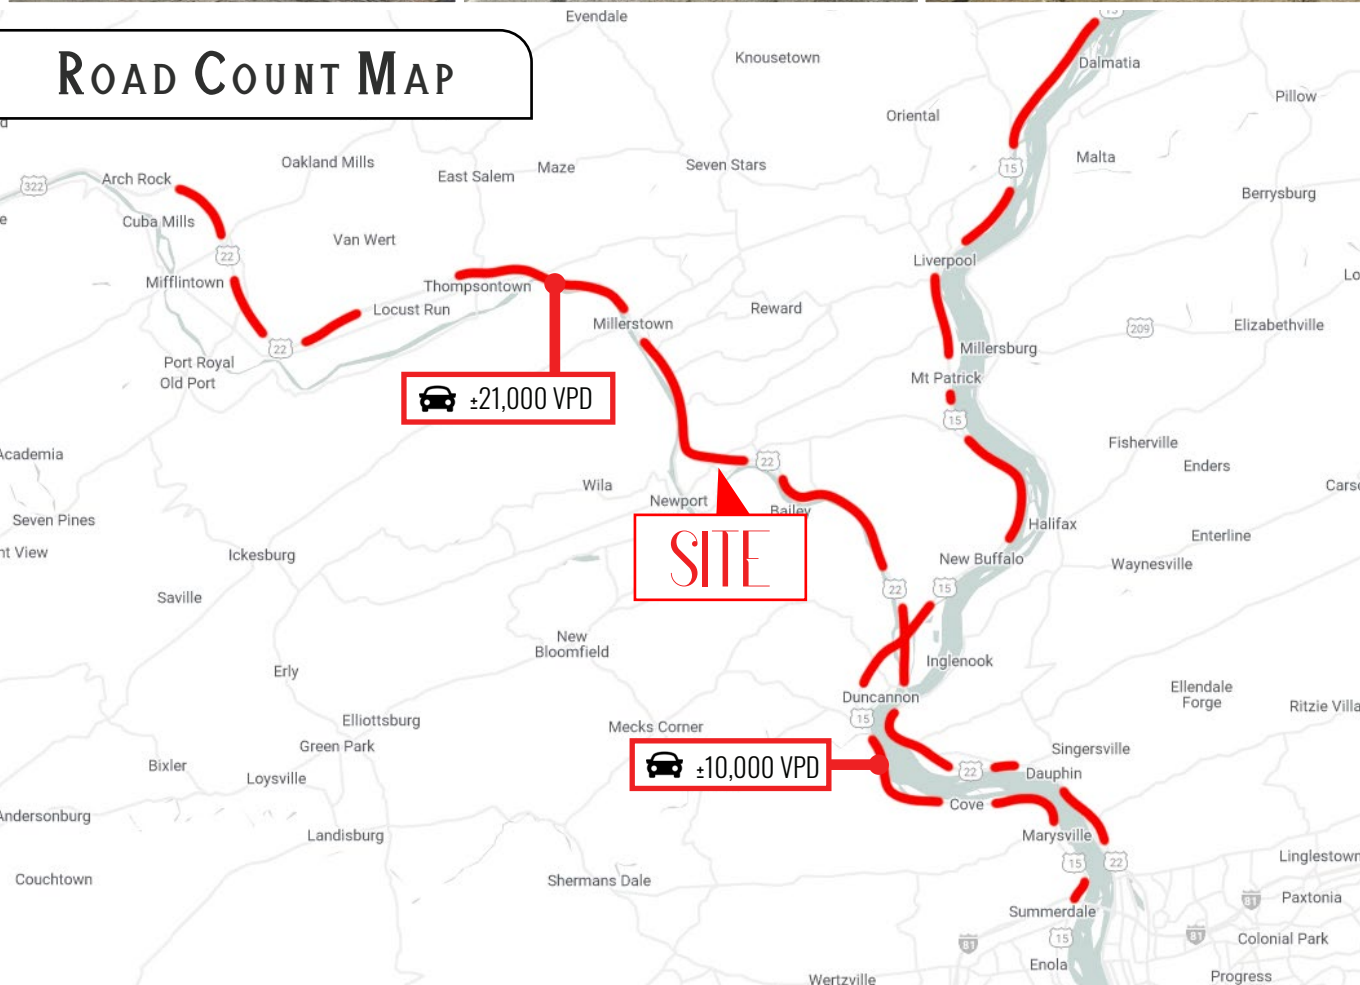 ROAD COUNT MAP
Evendale
15
Knousetown
Dalmatia
Pillow
Oriental
Oakland Mills
Maze
Seven Stars
Malta
15
East Salem
Arch Rock
322
Berrysburg
Cuba Mills
Van Wert
22
Liverpool
Mifflintown
Thompsontown
Locust Run
Reward
Millerstown
209
Elizabethville
22
Millersburg
Port Royal
Old Port
Mt Patrick
±21,000 VPD
15
Fisherville
Academia
22
Enders
Wila
Newport
Bailey
Seven Pines
Halifax
Enterline
SITE
nt View
Ickesburg
New Buffalo
Waynesville
22
15
Saville
New
Bloomfield
Inglenook
Erly
Ellendale
Forge
Duncannon
Ritzie Villa
15
Elliottsburg
Mecks Corner
Green Park
Singersville
Bixler
±10,000 VPD
22
Dauphin
Loysville
Cove
Andersonburg
Landisburg
Marysville
15
22
Linglestown
Couchtown
Shermans Dale
81
Paxtonia
Summerdale
81
15
81
Colonial Park
Enola
Wertzville
Progress